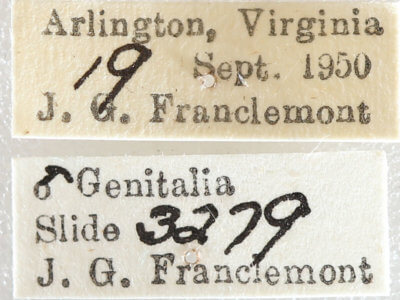 Arlington, Virginia
19 Sept. 1950
J. G. Franclemont
♂ Genitalia
Slide 3279
J. G. Franclemont